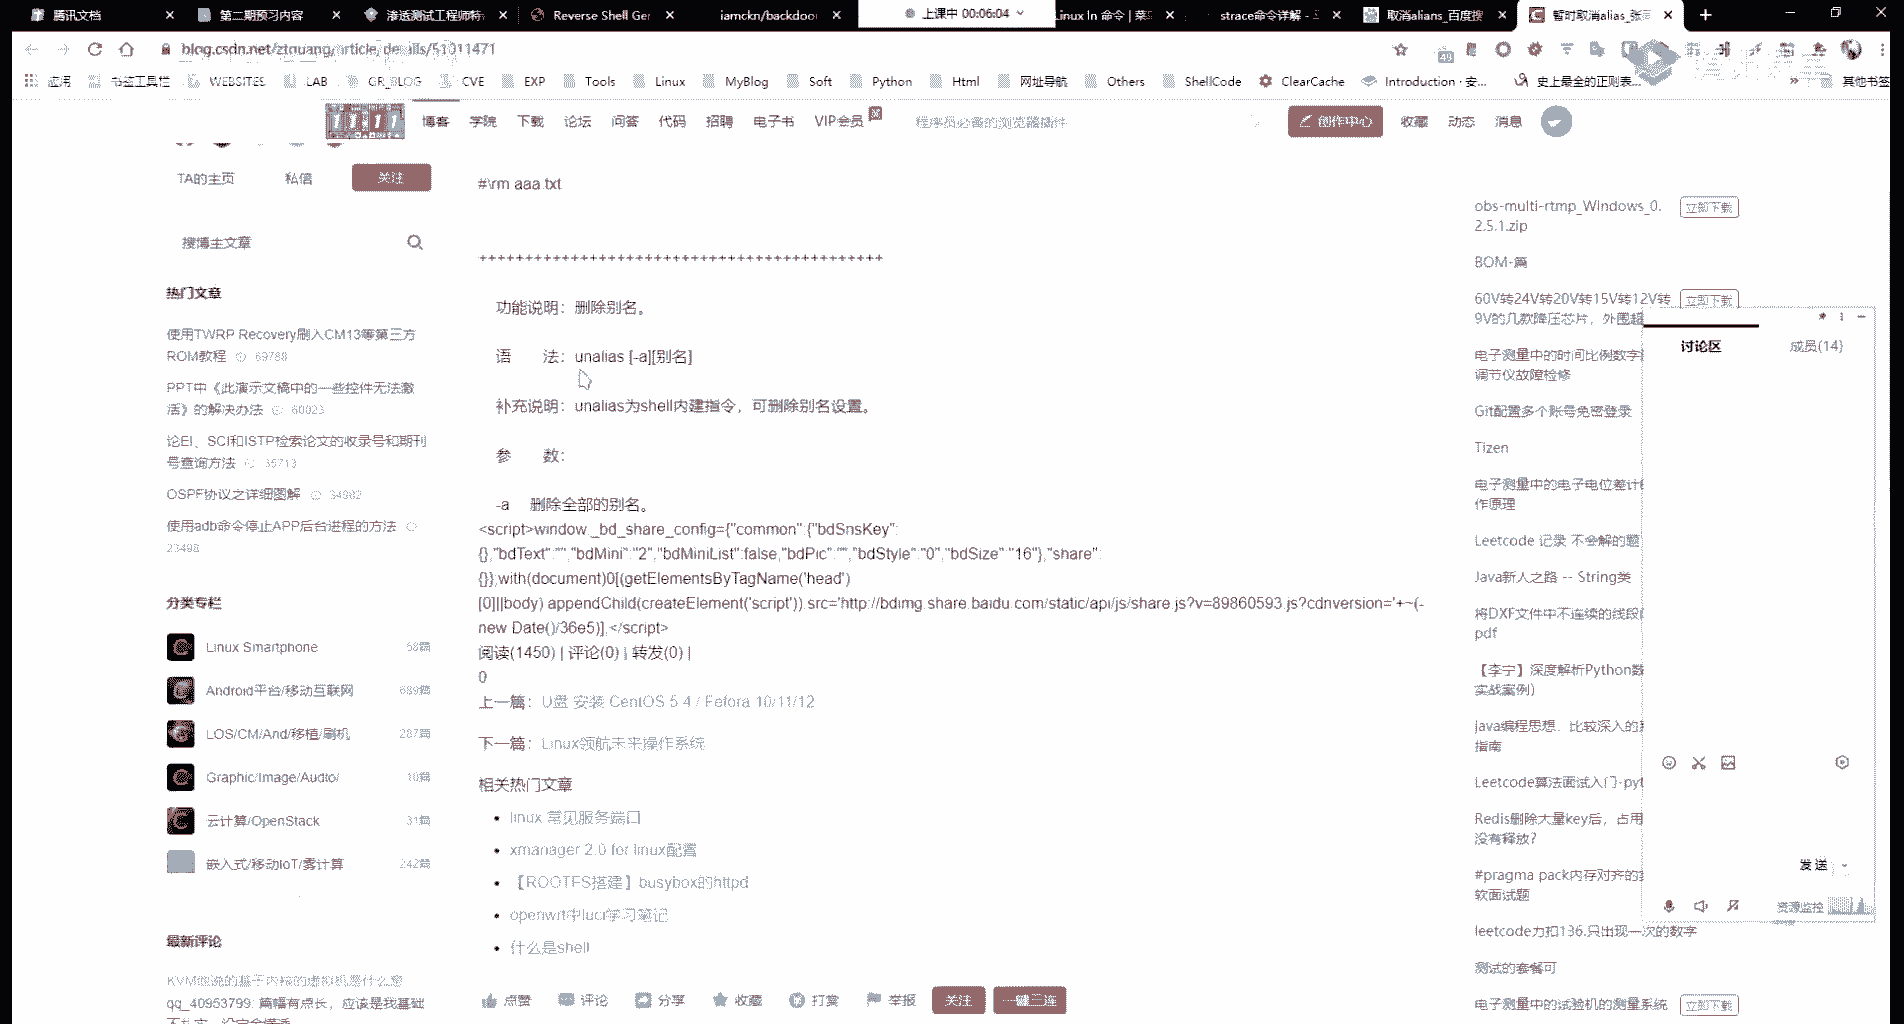 腾讯文档
第二期预习内容
渗透测试工程师特
Reverse Shell Ger
iamckn/backdoo
上课中 00:06:04
Linux ln 命令 | 菜
strace命令详解 -
取消alians_百度搜
暂时取消alias_张
blog.csdn.net/ztguang/article/details/51011471
应用
书签工具栏
WEBSITES
LAB
GR_BLOG
CVE
EXP
Tools
Linux
MyBlog
Soft
Python
Html
网址导航
Others
ShellCode
ClearCache
Introduction · 安...
史上最全的正则表...
其他书签
博客
学院
下载
论坛
问答
代码
招聘
电子书
VIP会员
程序员必备的浏览器插件
创作中心
收藏
动态
消息
TA的主页
私信
关注
搜博主文章
热门文章
使用TWRP Recovery刷入CM13等第三方
ROM教程 69788
PPT中《此演示文稿中的一些控件无法激
活》的解决办法 60023
论EI、SCI和ISTP检索论文的收录号和期刊
号查询方法 35713
OSPF协议之详细图解 34982
使用adb命令停止APP后台进程的方法
23498
分类专栏
Linux Smartphone 58篇
Android平台/移动互联网 689篇
LOS/CM/And/移植/刷机 287篇
Graphic/Image/Audio/ 10篇
云计算/OpenStack 31篇
嵌入式/移动IoT/雾计算 242篇
最新评论
qq_40953799: 篇幅有点长，应该是我基础
#\rm aaa.txt
++++++++++++++++++++++++++++++++++++++++++++
功能说明：删除别名。
语 法：unalias [-a][别名]
补充说明：unalias为shell内建指令，可删除别名设置。
参 数：
-a 删除全部的别名。
<script>window._bd_share_config={"common":{"bdSnsKey":
{},"bdText":"","bdMini":"2","bdMiniList":false,"bdPic":"","bdStyle":"0","bdSize":"16"},"share":
{}};with(document)0[(getElementsByTagName('head')
[0]||body).appendChild(createElement('script')).src='http://bdimg.share.baidu.com/static/api/js/share.js?v=89860593.js?cdnversion='+~(-
new Date()/36e5)];</script>
阅读(1450) | 评论(0) | 转发(0) |
0
上一篇：U盘 安装 CentOS 5.4 / Fefora 10/11/12
下一篇：Linux领航未来操作系统
相关热门文章
linux 常见服务端口
xmanager 2.0 for linux配置
【ROOTFS搭建】busybox的httpd
openwrt中luci学习笔记
什么是shell
点赞
评论
分享
收藏
打赏
举报
关注
一键三连
obs-multi-rtmp_Windows_0.
2.5.1.zip
立即下载
BOM-篇
60V转24V转20V转15V转12V转
9V的几款降压芯片，外围超
立即下载
电子测量中的时间比例数字
调节仪故障检修
Git配置多个账号免密登录
Tizen
电子测量中的电子电位差计
作原理
Leetcode 记录 不会解的题
Java新人之路 -- String类
将DXF文件中不连续的线段
pdf
【李宁】深度解析Python数
实战案例）
java编程思想．比较深入的
指南
Leetcode算法面试入门-pyt
Redis删除大量key后，占用
没有释放？
#pragma pack内存对齐的
软面试题
leetcode力扣136.只出现一次的数字
测试的套餐可
电子测量中的试验机的测量系统
立即下载
讨论区
成员(14)
发送
资源监控